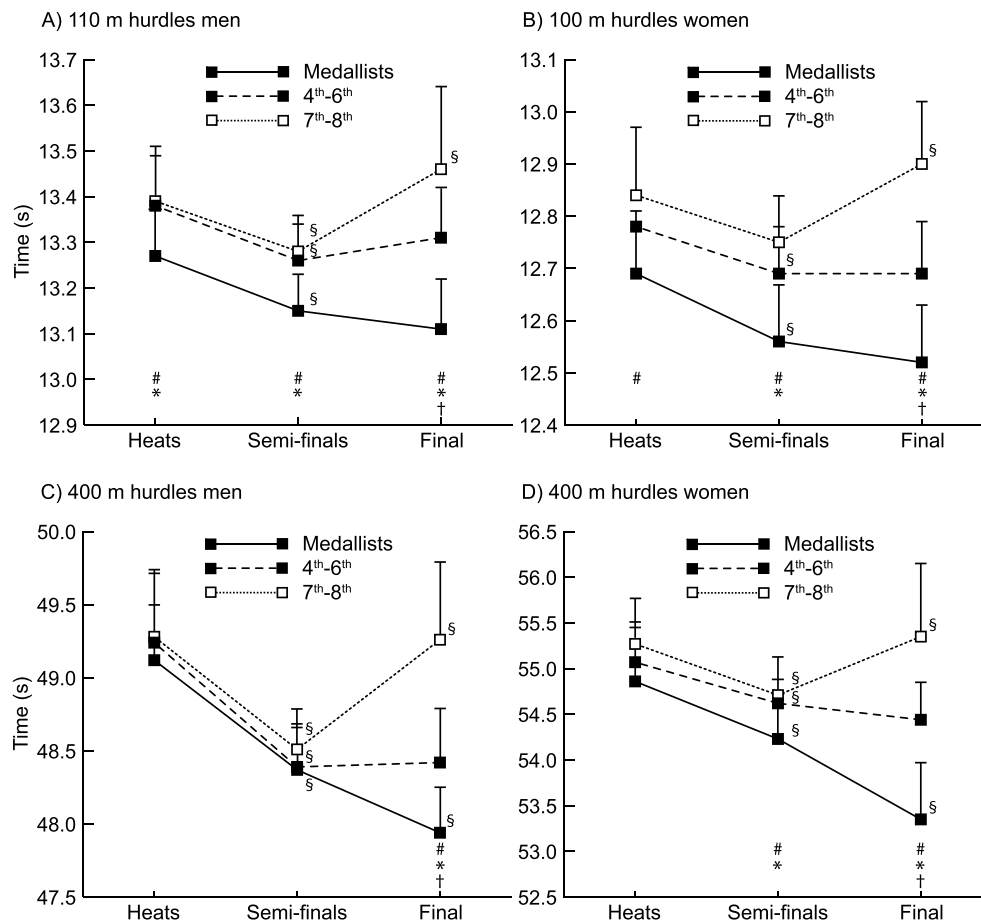 A) 110 m hurdles men
13.7
13.6
13.5
13.4
13.3
13.2
13.1
13.0
12.9
Time (s)
Medallists
4th-6th
7th-8th
§
§
§
§
# # #
* * *
†
Heats Semi-finals Final
B) 100 m hurdles women
13.1
13.0
12.9
12.8
12.7
12.6
12.5
12.4
Medallists
4th-6th
7th-8th
§
§
§
# # #
* *
†
Heats Semi-finals Final
C) 400 m hurdles men
50.0
49.5
49.0
48.5
48.0
47.5
Time (s)
Medallists
4th-6th
7th-8th
§
§
§
§
§
#
*
†
Heats Semi-finals Final
D) 400 m hurdles women
56.5
56.0
55.5
55.0
54.5
54.0
53.5
53.0
52.5
Medallists
4th-6th
7th-8th
§
§
§
§
§
# #
* *
†
Heats Semi-finals Final